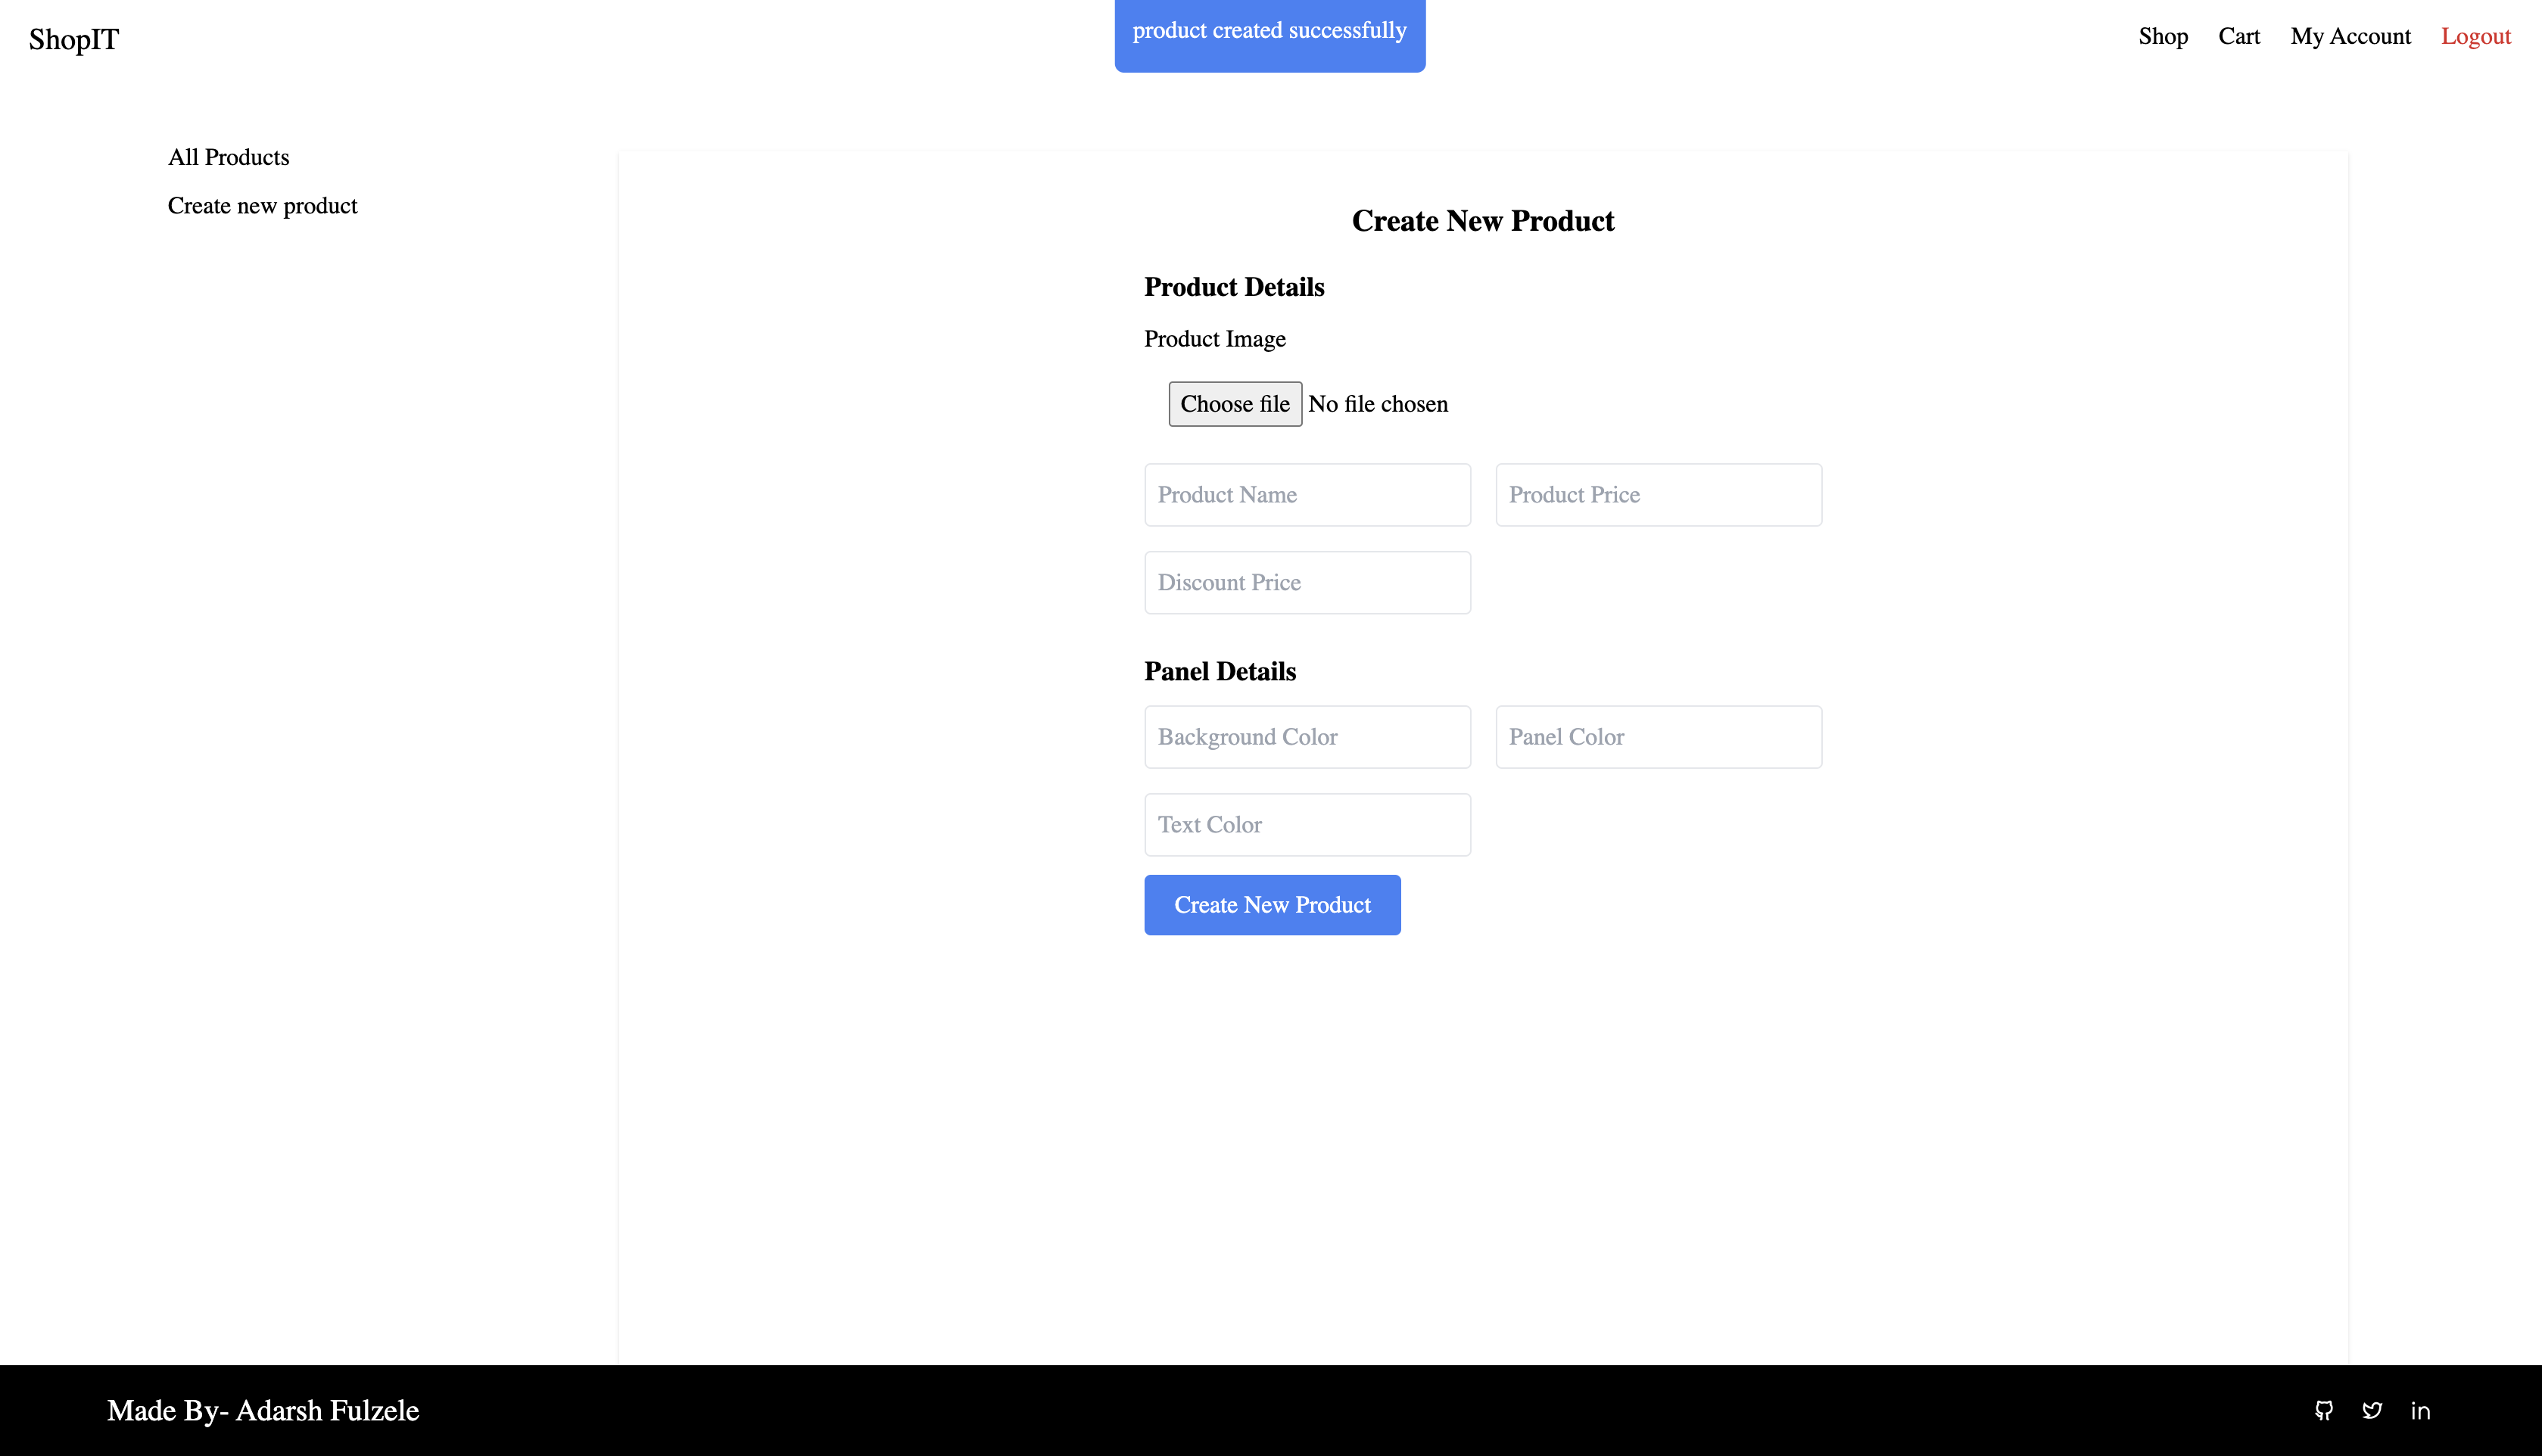 ShopIT
product created successfully
Shop Cart My Account Logout
All Products
Create new product
Create New Product
Product Details
Product Image
Choose file No file chosen
Product Name Product Price
Discount Price
Panel Details
Background Color Panel Color
Text Color
Create New Product
Made By- Adarsh Fulzele
in